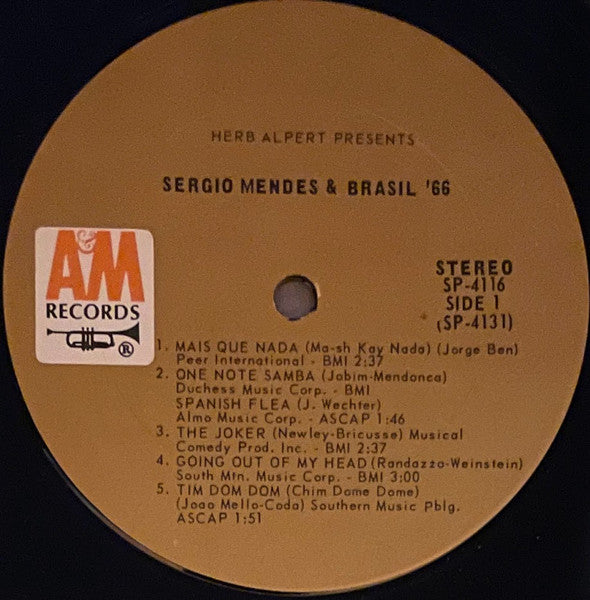 HERB ALPERT PRESENTS
SERGIO MENDES & BRASIL '66
A&M
RECORDS
®
STEREO
SP-4116
SIDE 1
(SP-4131)
1. MAIS QUE NADA (Ma-sh Kay Nada) (Jorge Ben)
Peer International - BMI 2:37
2. ONE NOTE SAMBA (Jobim-Mendonca)
Duchess Music Corp. - BMI
SPANISH FLEA (J. Wechter)
Almo Music Corp. - ASCAP 1:46
3. THE JOKER (Newley-Bricusse) Musical
Comedy Prod. Inc. - BMI 2:37
4. GOING OUT OF MY HEAD (Randazzo-Weinstein)
South Mtn. Music Corp. - BMI 3:00
5. TIM DOM DOM (Chim Dome Dome)
(Joao Mello-Coda) Southern Music Pblg.
ASCAP 1:51